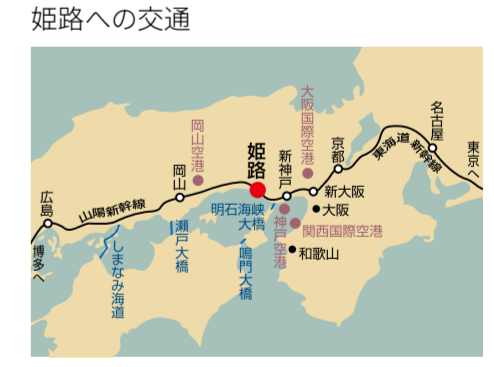 姫路への交通
大阪国際空港
岡山空港
名古屋
東海道新幹線
東京へ
姫路
新神戸
京都
岡山
新大阪
広島
山陽新幹線
明石海峡
大橋
大阪
神戸空港
関西国際空港
瀬戸大橋
しまなみ海道
鳴門大橋
和歌山
博多へ